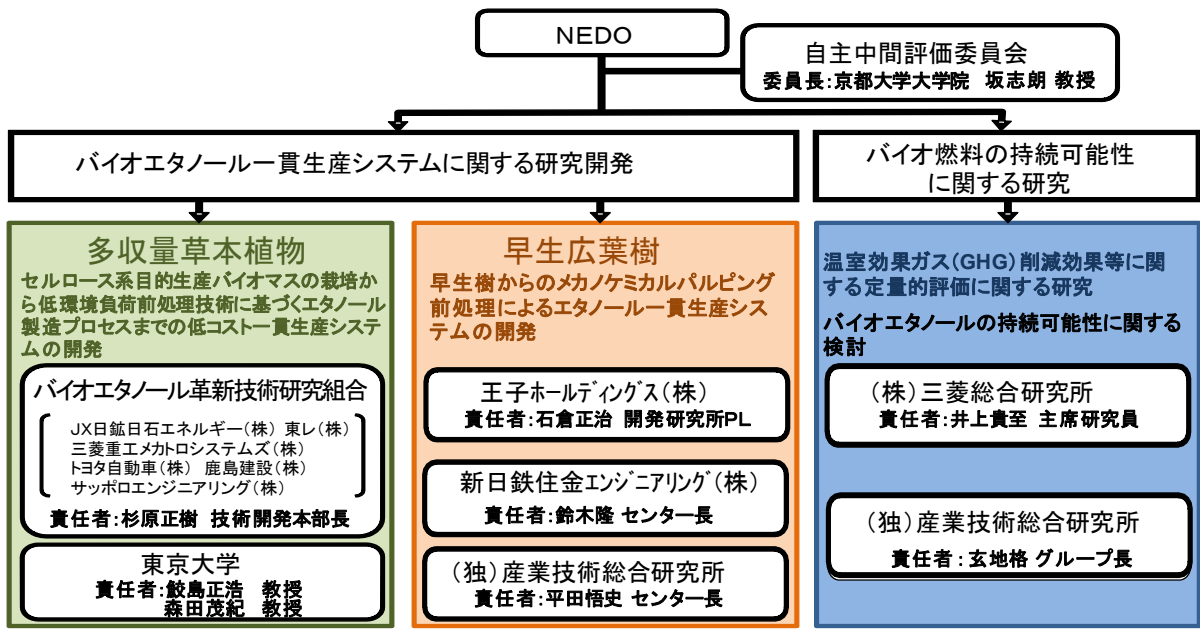 NEDO
自主中間評価委員会
委員長:京都大学大学院 坂志朗 教授
バイオエタノール一貫生産システムに関する研究開発
バイオ燃料の持続可能性
に関する研究
多収量草本植物
セルロース系目的生産バイオマスの栽培か
ら低環境負荷前処理技術に基づくエタノール
製造プロセスまでの低コスト一貫生産システ
ムの開発
バイオエタノール革新技術研究組合
JX日鉱日石エネルギー(株) 東レ(株)
三菱重工メカトロシステムズ(株)
トヨタ自動車(株) 鹿島建設(株)
サッポロエンジニアリング(株)
責任者:杉原正樹 技術開発本部長
東京大学
責任者:鮫島正浩 教授
森田茂紀 教授
早生広葉樹
早生樹からのメカノケミカルパルピング
前処理によるエタノール一貫生産シス
テムの開発
王子ホールディングス(株)
責任者:石倉正治 開発研究所PL
新日鉄住金エンジニアリング(株)
責任者:鈴木隆 センター長
(独)産業技術総合研究所
責任者:平田悟史 センター長
温室効果ガス(GHG)削減効果等に関
する定量的評価に関する研究
バイオエタノールの持続可能性に関する
検討
(株)三菱総合研究所
責任者:井上貴至 主席研究員
(独)産業技術総合研究所
責任者:玄地裕 グループ長